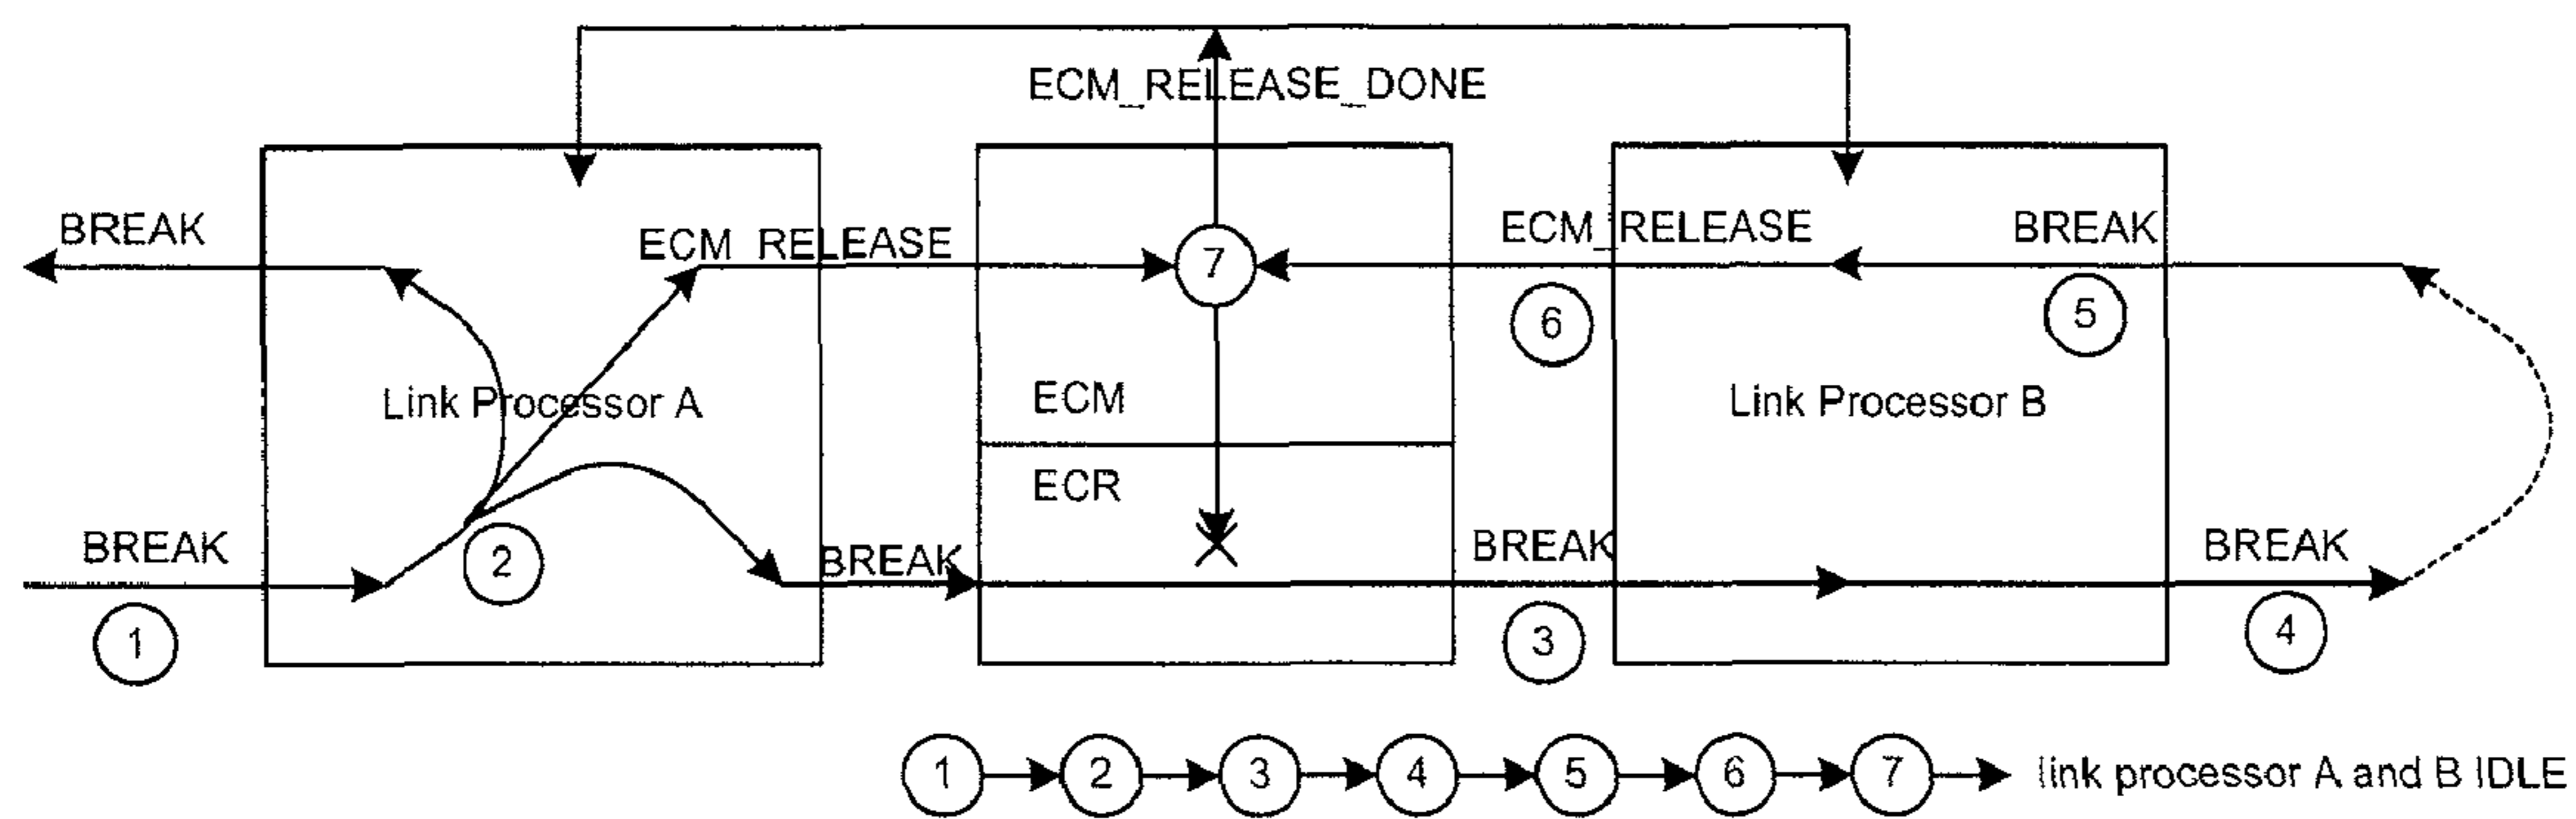 ECM_RELEASE_DONE
BREAK
ECM_RELEASE
7
ECM_RELEASE
BREAK
6
5
Link Processor A
ECM
Link Processor B
ECR
BREAK
2
BREAK
BREAK
BREAK
1
3
4
1 2 3 4 5 6 7 link processor A and B IDLE